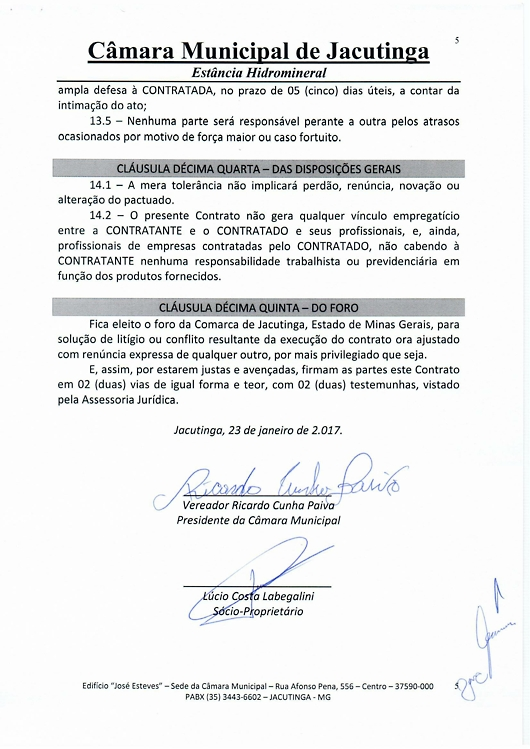 5
Câmara Municipal de Jacutinga
Estância Hidromineral
ampla defesa à CONTRATADA, no prazo de 05 (cinco) dias úteis, a contar da
intimação do ato;
13.5 – Nenhuma parte será responsável perante a outra pelos atrasos
ocasionados por motivo de força maior ou caso fortuito.
CLÁUSULA DÉCIMA QUARTA – DAS DISPOSIÇÕES GERAIS
14.1 – A mera tolerância não implicará perdão, renúncia, novação ou
alteração do pactuado.
14.2 – O presente Contrato não gera qualquer vínculo empregatício
entre a CONTRATANTE e o CONTRATADO e seus profissionais, e, ainda,
profissionais de empresas contratadas pelo CONTRATADO, não cabendo à
CONTRATANTE nenhuma responsabilidade trabalhista ou previdenciária em
função dos produtos fornecidos.
CLÁUSULA DÉCIMA QUINTA – DO FORO
Fica eleito o foro da Comarca de Jacutinga, Estado de Minas Gerais, para
solução de litígio ou conflito resultante da execução do contrato ora ajustado
com renúncia expressa de qualquer outro, por mais privilegiado que seja.
E, assim, por estarem justas e avençadas, firmam as partes este Contrato
em 02 (duas) vias de igual forma e teor, com 02 (duas) testemunhas, vistado
pela Assessoria Jurídica.
Jacutinga, 23 de janeiro de 2.017.
Ricardo Cunha Paiva
Vereador Ricardo Cunha Paiva
Presidente da Câmara Municipal
Lúcio Costa Labegalini
Sócio-Proprietário
Edifício "José Esteves" – Sede da Câmara Municipal – Rua Afonso Pena, 556 – Centro – 37590-000
PABX (35) 3443-6602 – JACUTINGA - MG
5